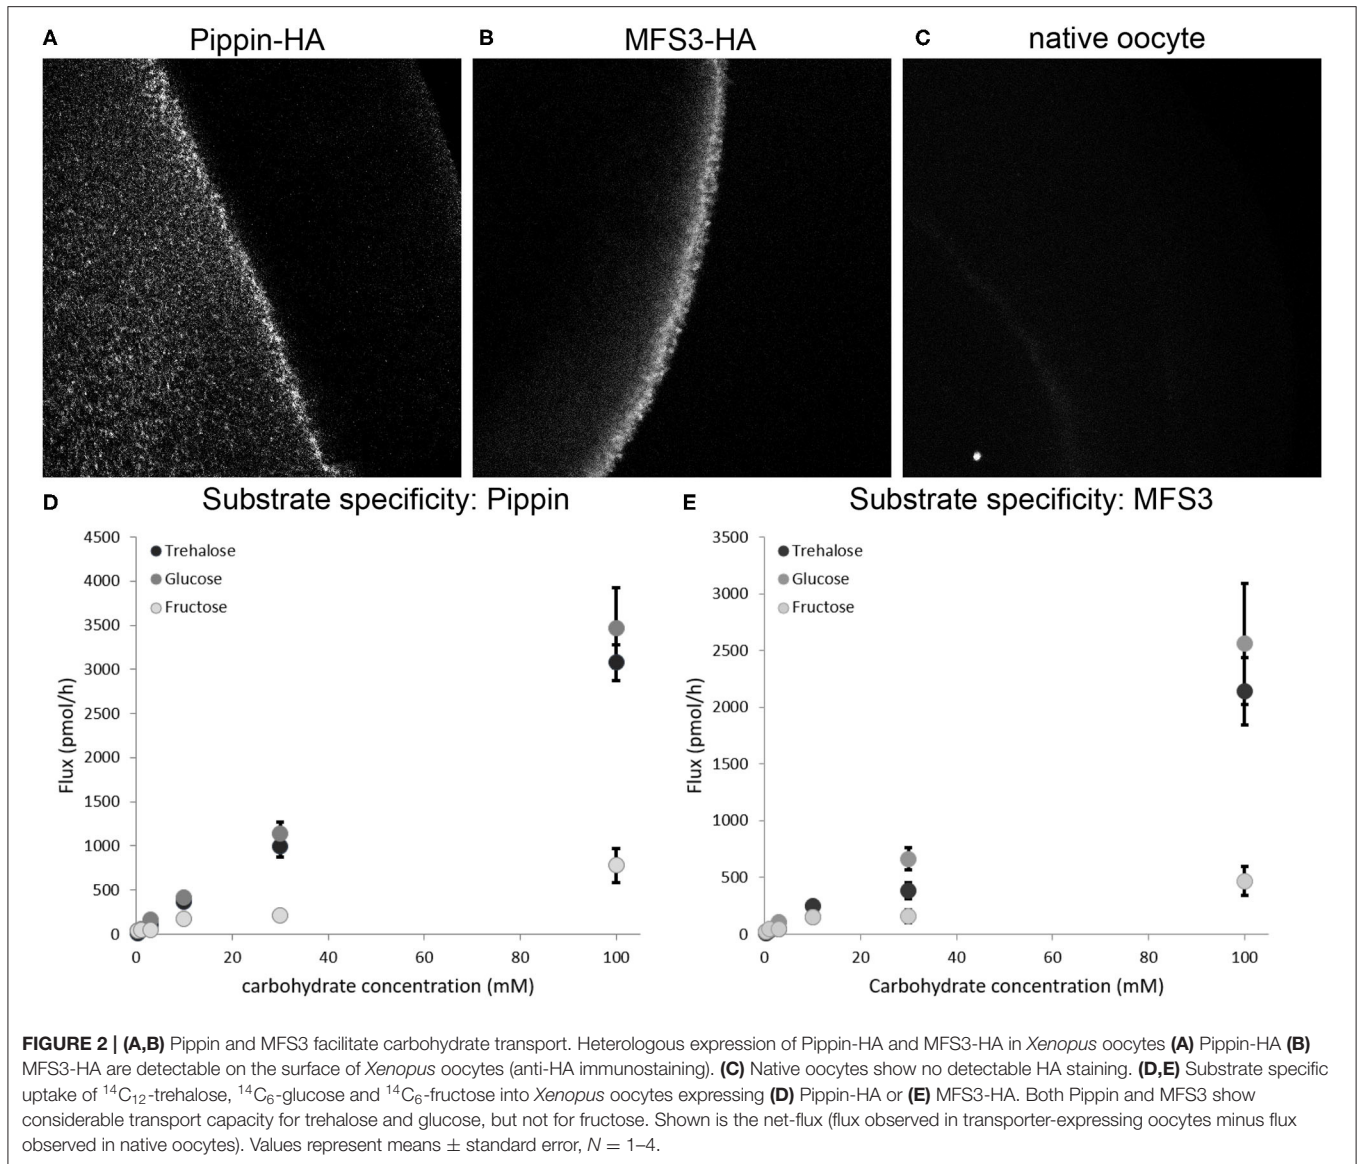 A
Pippin-HA
B
MFS3-HA
C
native oocyte
D
Substrate specificity: Pippin
4500
4000
3500
3000
2500
2000
1500
1000
500
0
Flux (pmol/h)
Trehalose
Glucose
Fructose
0 20 40 60 80 100
carbohydrate concentration (mM)
E
Substrate specificity: MFS3
3500
3000
2500
2000
1500
1000
500
0
Flux (pmol/h)
Trehalose
Glucose
Fructose
0 20 40 60 80 100
Carbohydrate concentration (mM)
FIGURE 2 | (A,B) Pippin and MFS3 facilitate carbohydrate transport. Heterologous expression of Pippin-HA and MFS3-HA in Xenopus oocytes (A) Pippin-HA (B)
MFS3-HA are detectable on the surface of Xenopus oocytes (anti-HA immunostaining). (C) Native oocytes show no detectable HA staining. (D,E) Substrate specific
uptake of ¹⁴C₁₂-trehalose, ¹⁴C₆-glucose and ¹⁴C₆-fructose into Xenopus oocytes expressing (D) Pippin-HA or (E) MFS3-HA. Both Pippin and MFS3 show
considerable transport capacity for trehalose and glucose, but not for fructose. Shown is the net-flux (flux observed in transporter-expressing oocytes minus flux
observed in native oocytes). Values represent means ± standard error, N = 1–4.